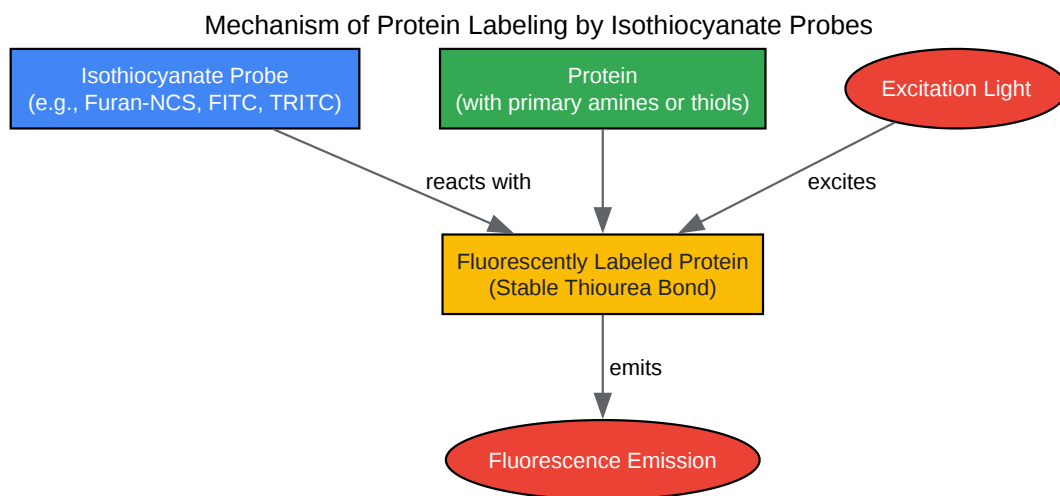 Mechanism of Protein Labeling by Isothiocyanate Probes
Isothiocyanate Probe
(e.g., Furan-NCS, FITC, TRITC)
Protein
(with primary amines or thiols)
Excitation Light
reacts with
excites
Fluorescently Labeled Protein
(Stable Thiourea Bond)
emits
Fluorescence Emission